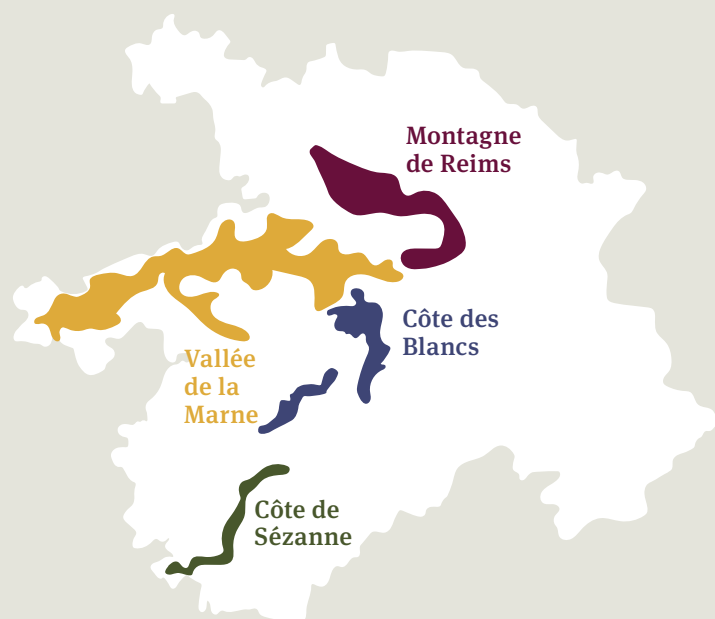 Montagne
de Reims
Côte des
Blancs
Vallée
de la
Marne
Côte de
Sézanne